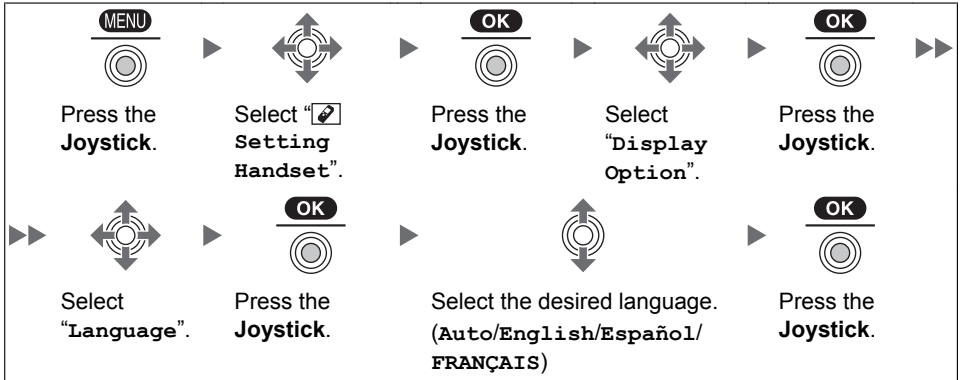 MENU
OK
OK
Press the
Joystick.
Select “
Setting
Handset”.
Press the
Joystick.
Select
“Display
Option”.
Press the
Joystick.
OK
OK
Select
“Language”.
Press the
Joystick.
Select the desired language.
(Auto/English/Español/
FRANÇAIS)
Press the
Joystick.